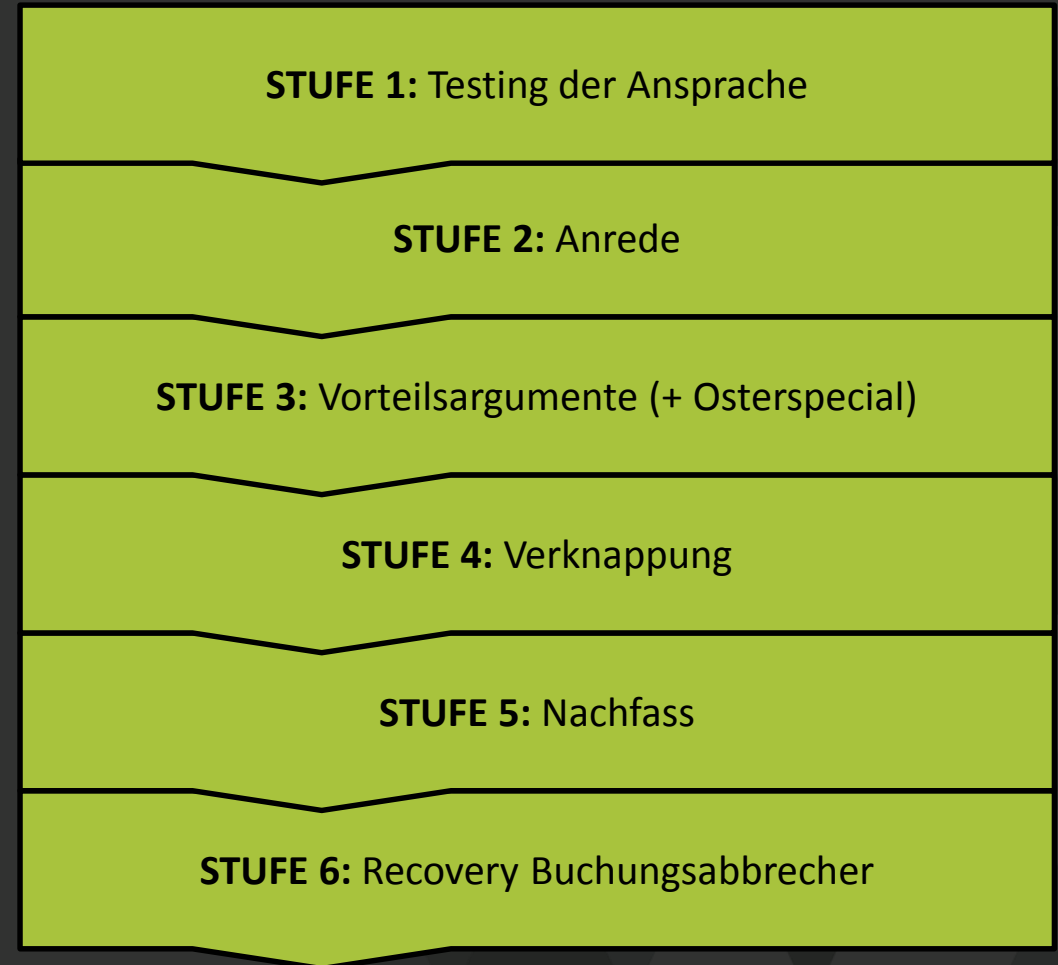 STUFE 1: Testing der Ansprache
STUFE 2: Anrede
STUFE 3: Vorteilsargumente (+ Osterspecial)
STUFE 4: Verknappung
STUFE 5: Nachfass
STUFE 6: Recovery Buchungsabbrecher